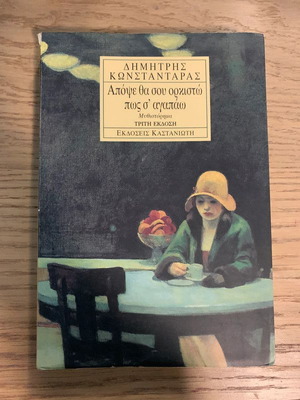 ΔΗΜΗΤΡΗΣ
ΚΩΝΣΤΑΝΤΑΡΑΣ
Απόψε θα σου ορκιστώ
πως σ' αγαπάω
Μυθιστόρημα
ΤΡΙΤΗ ΕΚΔΟΣΗ
ΕΚΔΟΣΕΙΣ ΚΑΣΤΑΝΙΩΤΗ